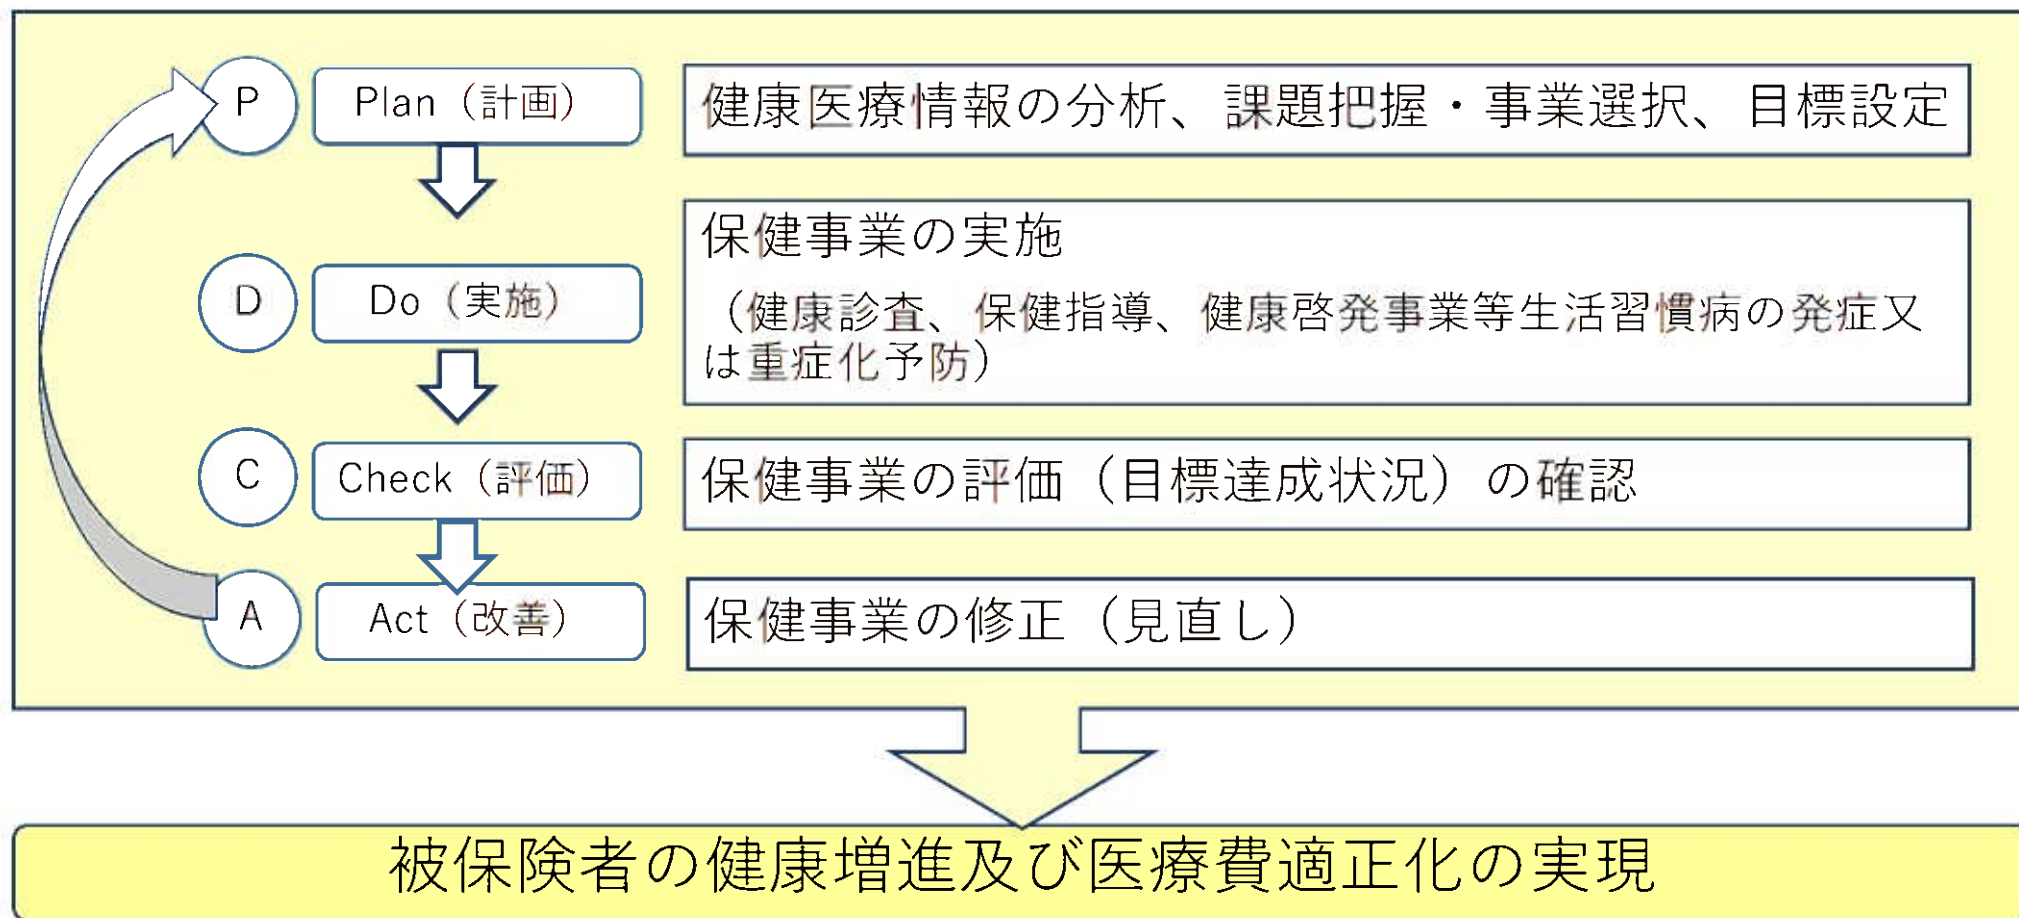 P
Plan（計画）
健康医療情報の分析、課題把握・事業選択、目標設定
D
Do（実施）
保健事業の実施
（健康診査、保健指導、健康啓発事業等生活習慣病の発症又
は重症化予防）
C
Check（評価）
保健事業の評価（目標達成状況）の確認
A
Act（改善）
保健事業の修正（見直し）
被保険者の健康増進及び医療費適正化の実現